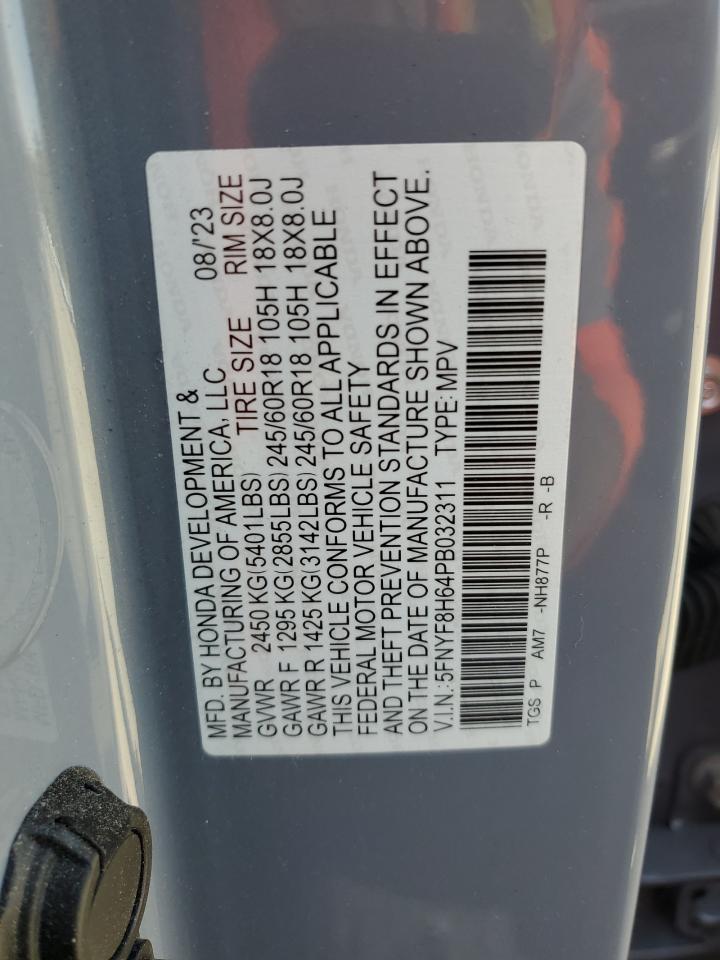 MFD. BY HONDA DEVELOPMENT & 08/'23
MANUFACTURING OF AMERICA, LLC
GVWR 2450 KG(5401LBS) TIRE SIZE RIM SIZE
GAWR F 1295 KG(2855LBS) 245/60R18 105H 18X8.0J
GAWR R 1425 KG(3142LBS) 245/60R18 105H 18X8.0J
THIS VEHICLE CONFORMS TO ALL APPLICABLE
FEDERAL MOTOR VEHICLE SAFETY
AND THEFT PREVENTION STANDARDS IN EFFECT
ON THE DATE OF MANUFACTURE SHOWN ABOVE.
V.I.N.:5FNYF8H64PB032311 TYPE: MPV
TGS P AM7 -NH877P -R -B